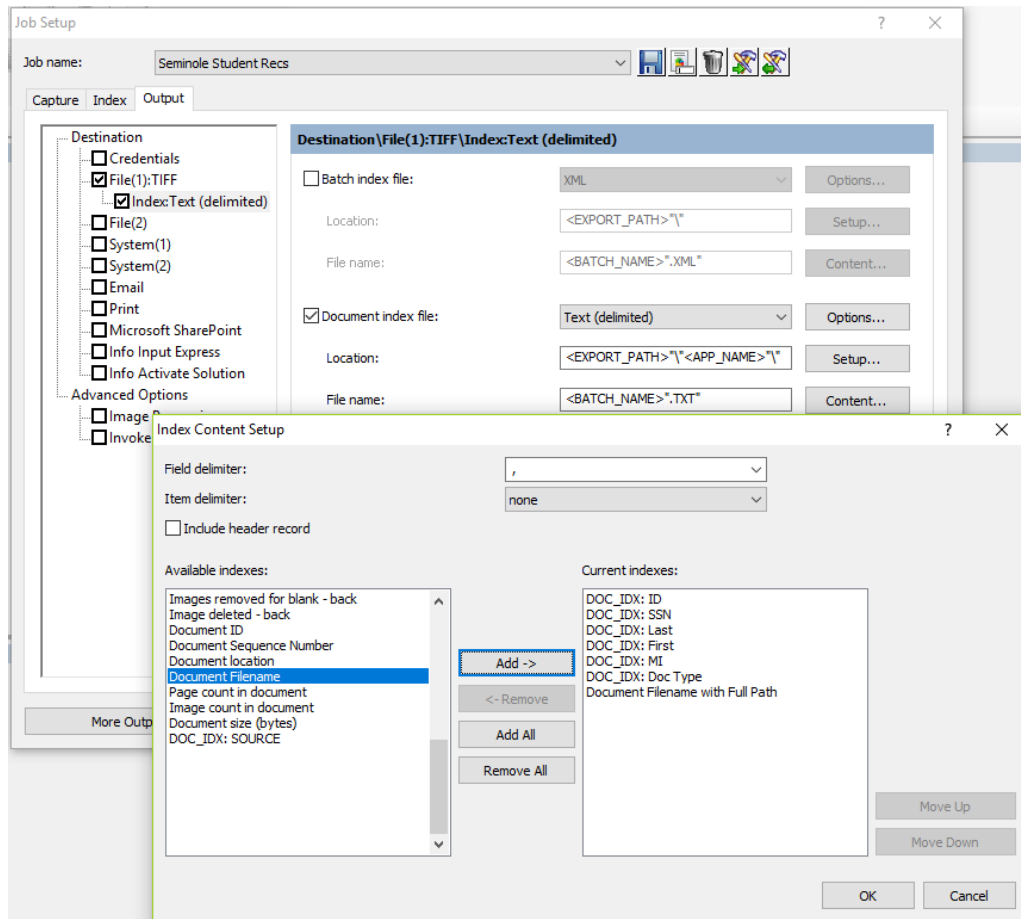 Job Setup
?
Job name:
Seminole Student Recs
Capture
Index
Output
Destination
Credentials
File(1):TIFF
Index:Text (delimited)
File(2)
System(1)
System(2)
Email
Print
Microsoft SharePoint
Info Input Express
Info Activate Solution
Advanced Options
Image
Invoke
More Outp
Destination\File(1):TIFF\Index:Text (delimited)
Batch index file:
XML
Options...
Location:
<EXPORT_PATH>"\"
Setup...
File name:
<BATCH_NAME>".XML"
Content...
Document index file:
Text (delimited)
Options...
Location:
<EXPORT_PATH>"\"<APP_NAME>"\"
Setup...
File name:
<BATCH_NAME>".TXT"
Content...
Index Content Setup
?
Field delimiter:
,
Item delimiter:
none
Include header record
Available indexes:
Images removed for blank - back
Image deleted - back
Document ID
Document Sequence Number
Document location
Document Filename
Page count in document
Image count in document
Document size (bytes)
DOC_IDX: SOURCE
Add ->
<- Remove
Add All
Remove All
Current indexes:
DOC_IDX: ID
DOC_IDX: SSN
DOC_IDX: Last
DOC_IDX: First
DOC_IDX: MI
DOC_IDX: Doc Type
Document Filename with Full Path
Move Up
Move Down
OK
Cancel